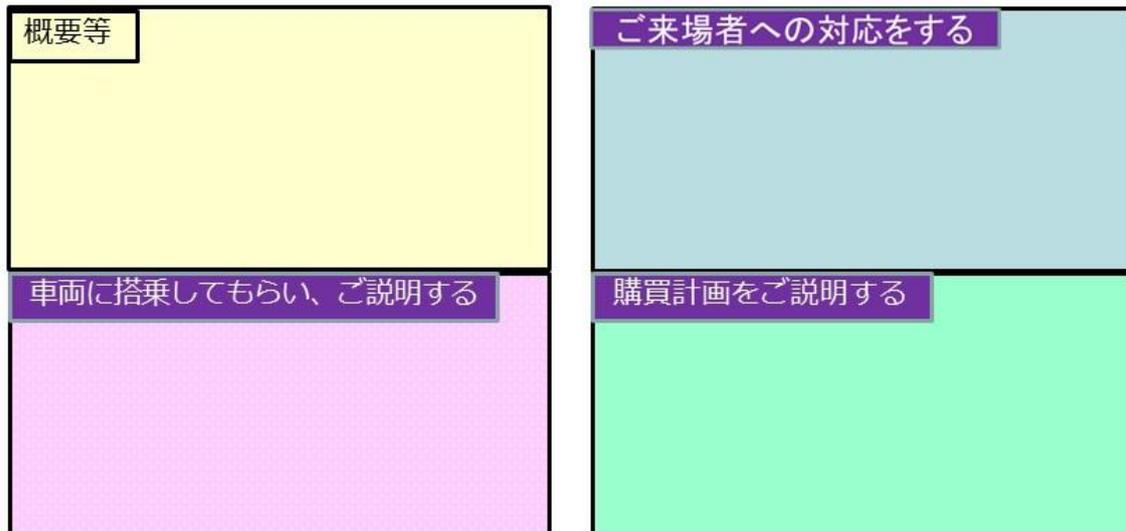 概要等
ご来場者への対応をする
車両に搭乗してもらい、ご説明する
購買計画をご説明する